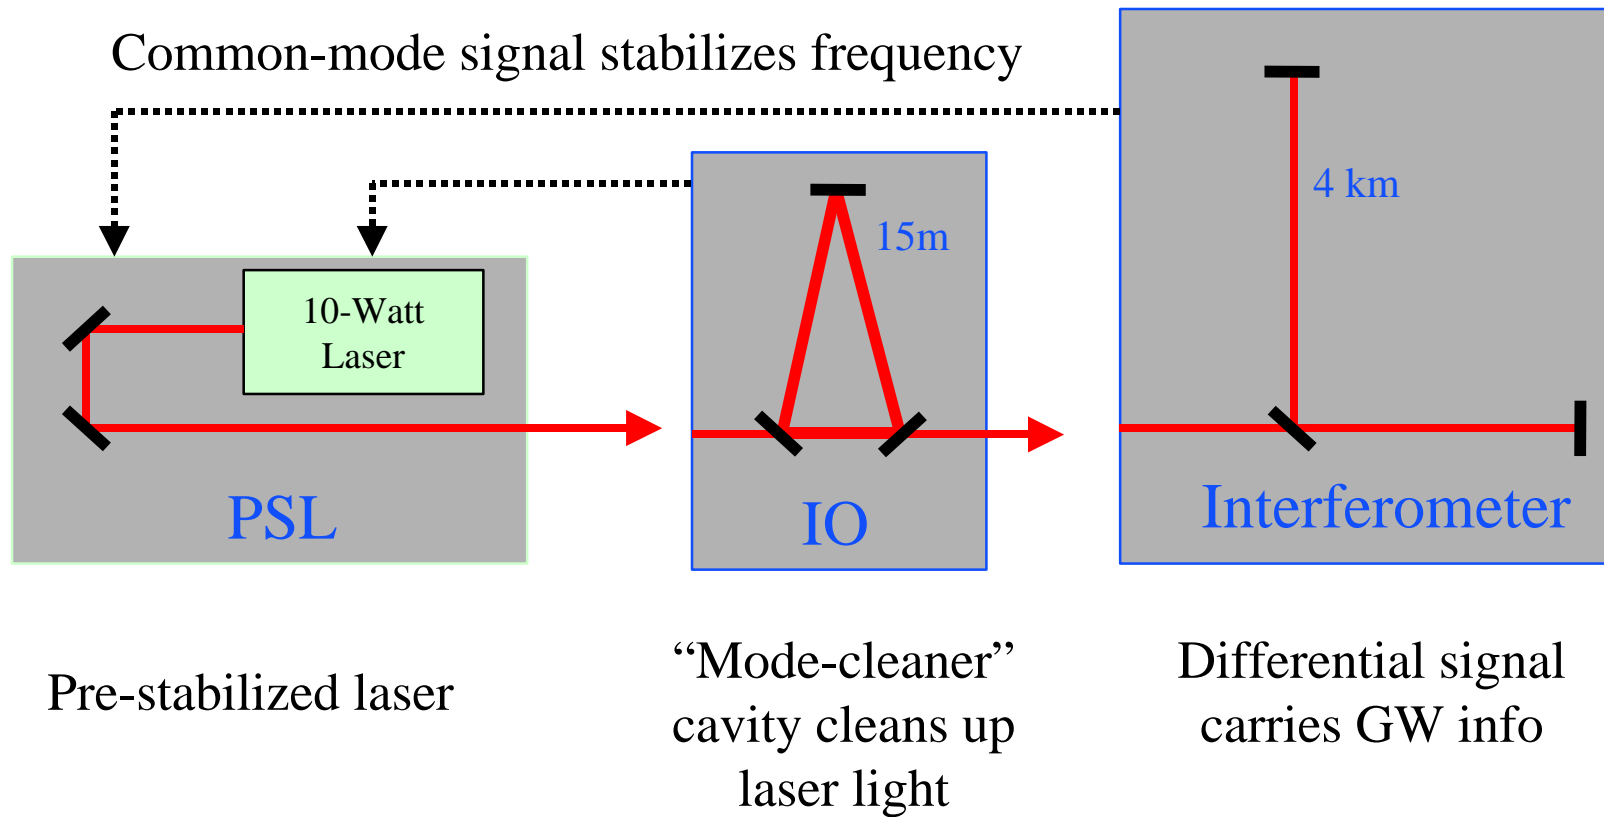 Common-mode signal stabilizes frequency
4 km
15m
10-Watt
Laser
PSL
IO
Interferometer
Pre-stabilized laser
“Mode-cleaner”
cavity cleans up
laser light
Differential signal
carries GW info